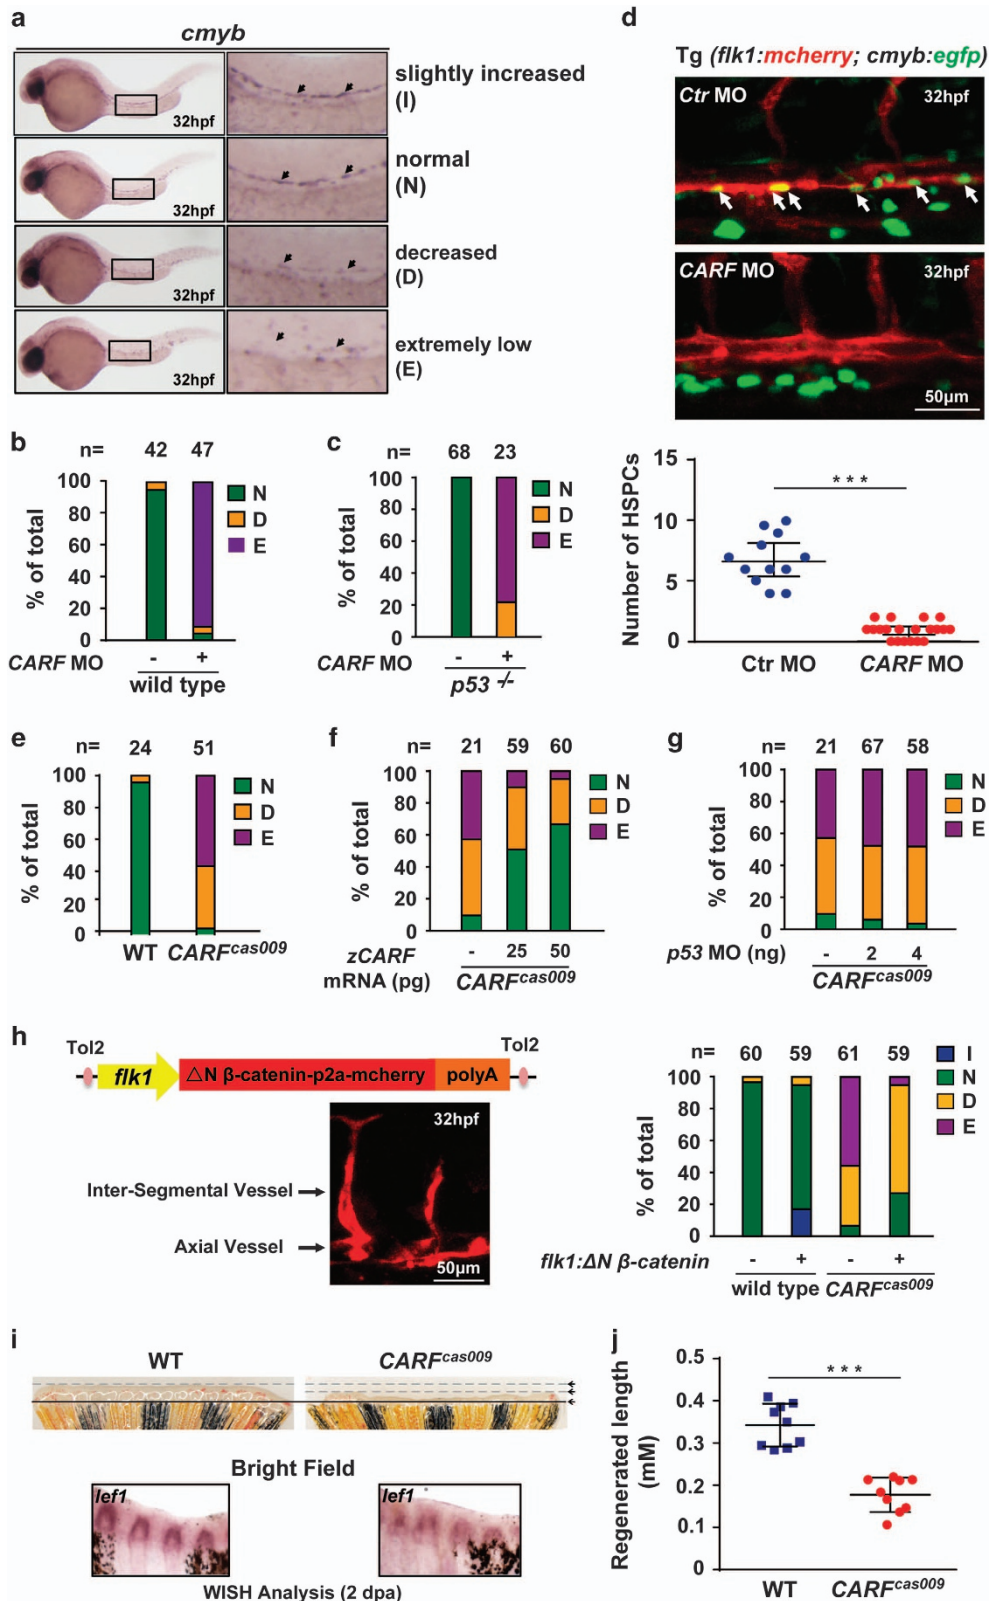 a
cmyb
32hpf
slightly increased
(I)
32hpf
normal
(N)
32hpf
decreased
(D)
32hpf
extremely low
(E)
b
n= 42 47
% of total
100
80
60
40
20
0
N
D
E
CARF MO - +
wild type
c
n= 68 23
% of total
100
80
60
40
20
0
N
D
E
CARF MO - +
p53 -/-
d
Tg (flk1:mcherry; cmyb:egfp)
Ctr MO 32hpf
CARF MO 32hpf
50μm
Number of HSPCs
15
10
5
0
***
Ctr MO CARF MO
e
n= 24 51
% of total
100
80
60
40
20
0
N
D
E
WT CARFcas009
f
n= 21 59 60
% of total
100
80
60
40
20
0
N
D
E
zCARF - 25 50
mRNA (pg)
CARFcas009
g
n= 21 67 58
% of total
100
80
60
40
20
0
N
D
E
p53 MO (ng) - 2 4
CARFcas009
h
Tol2 Tol2
flk1 △N β-catenin-p2a-mcherry polyA
32hpf
Inter-Segmental Vessel
Axial Vessel
50μm
n= 60 59 61 59
% of total
100
80
60
40
20
0
I
N
D
E
flk1:ΔN β-catenin - + - +
wild type CARFcas009
i
WT CARFcas009
Bright Field
lef1 lef1
WISH Analysis (2 dpa)
j
Regenerated length
(mM)
0.5
0.4
0.3
0.2
0.1
0
***
WT CARFcas009